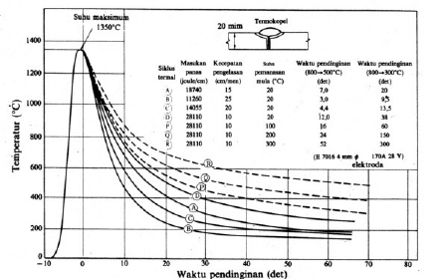 Suhu maksimum
1350°C
20 mm
Termokopel
Siklus termal
Masukan panas (joule/cm)
Kecepatan pengelasan (cm/men)
Suhu pemanasan mula (°C)
Waktu pendinginan (800→500°C) (det)
Waktu pendinginan (800→300°C) (det)
A 18740 15 20 7,0 20
B 11260 25 20 3,0 9,5
C 14055 20 20 4,4 13,5
D 28110 10 20 12,0 38
P 28110 10 100 16 60
Q 28110 10 200 24 150
R 28110 10 300 52 300
(E 7016 4 mm φ 170A 28 V)
elektroda
Temperatur (°C)
1400
1200
1000
800
600
400
200
0
R
Q
P
D
A
C
B
−10 0 10 20 30 40 50 60 70 80
Waktu pendinginan (det)